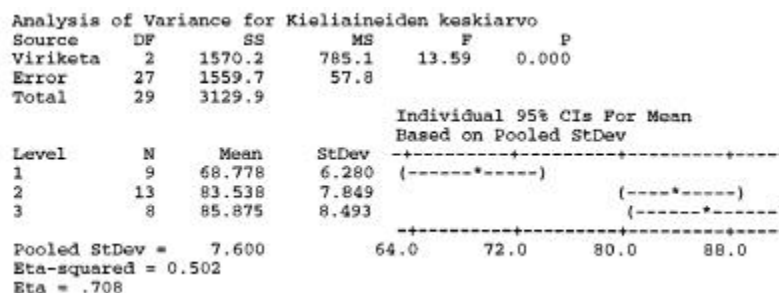 Analysis of Variance for Kieliaineiden keskiarvo
Source DF SS MS F P
Viriketa 2 1570.2 785.1 13.59 0.000
Error 27 1559.7 57.8
Total 29 3129.9
Individual 95% CIs For Mean
Based on Pooled StDev
Level N Mean StDev -+---------+---------+---------+----
1 9 68.778 6.280 (------*-----)
2 13 83.538 7.849 (----*-----)
3 8 85.875 8.493 (------*------
-+---------+---------+---------+----
Pooled StDev = 7.600 64.0 72.0 80.0 88.0
Eta-squared = 0.502
Eta = .708